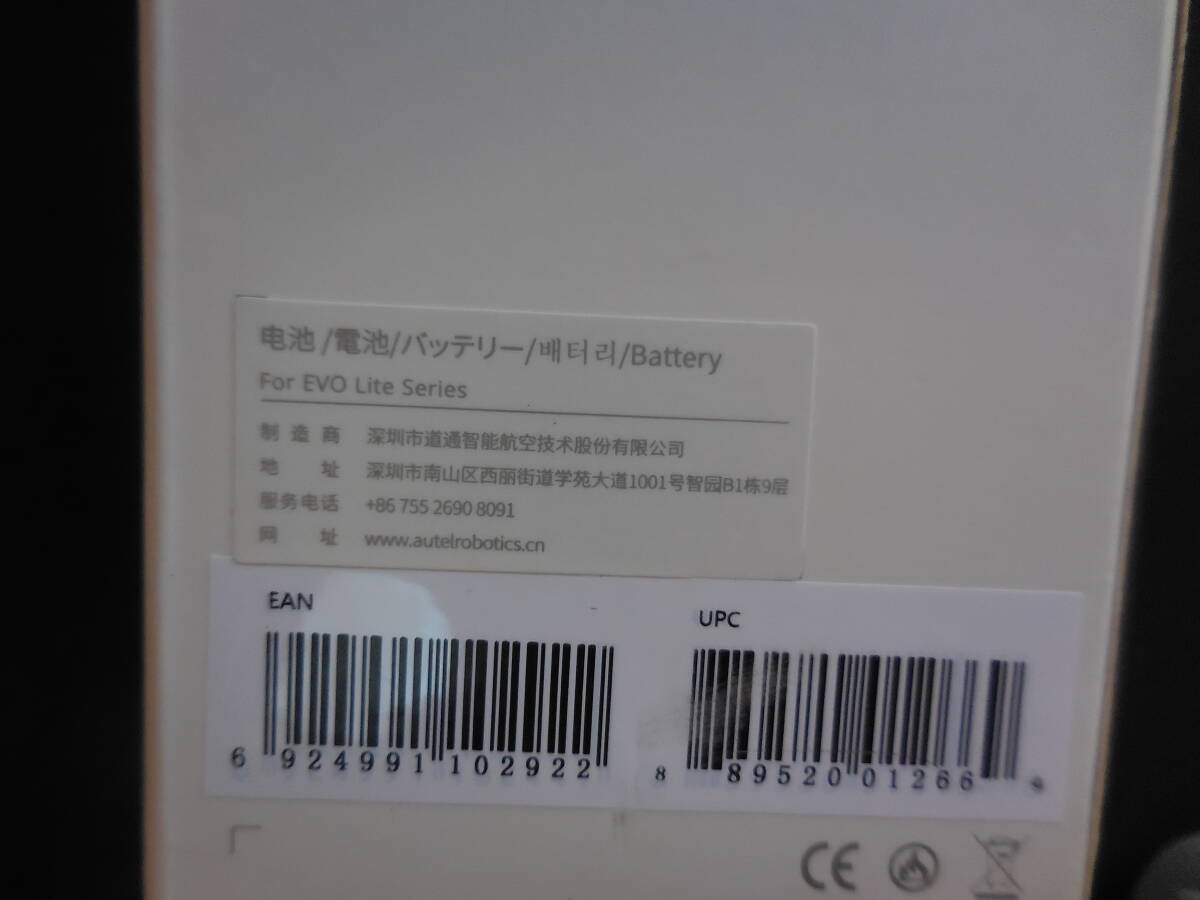 电池/電池/バッテリー/배터리/Battery
For EVO Lite Series
制造商 深圳市道通智能航空技术股份有限公司
地址 深圳市南山区西丽街道学苑大道1001号智园B1栋9层
服务电话 +86 755 2690 8091
网址 www.autelrobotics.cn
EAN
UPC
6 924991 102922
8 89520 01266
CE